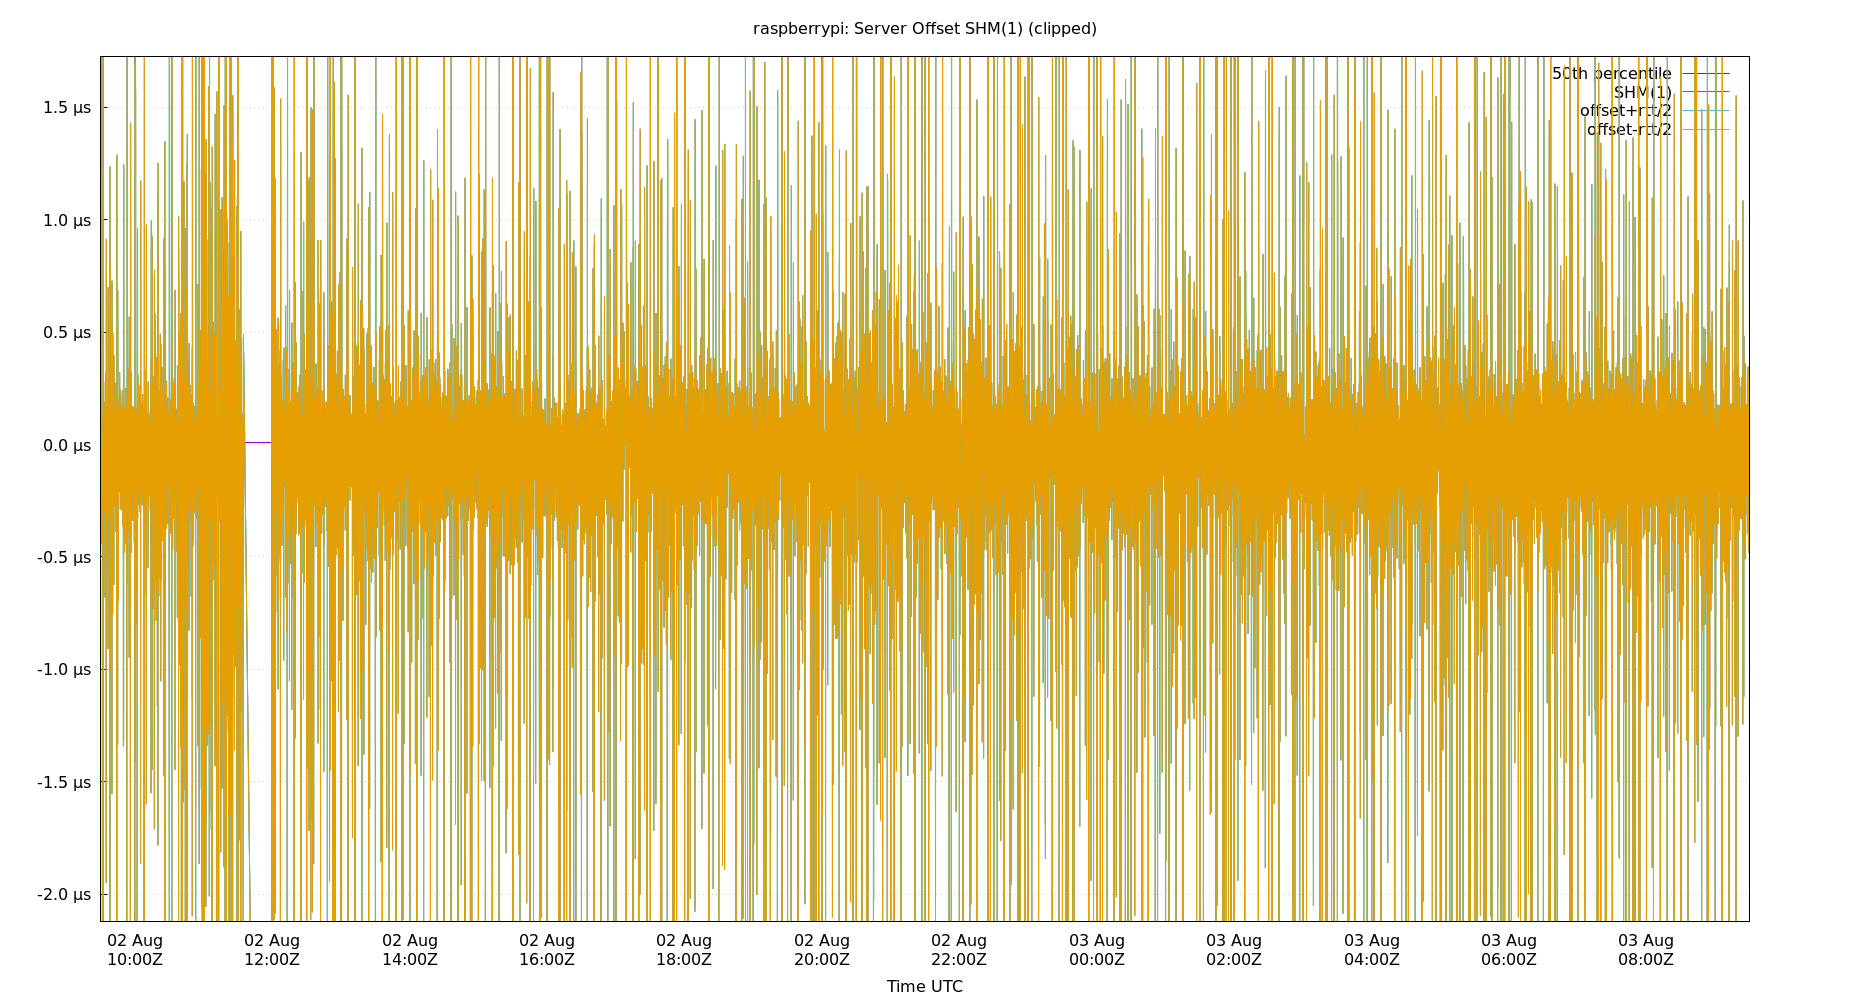 raspberrypi: Server Offset SHM(1) (clipped)
50th percentile
SHM(1)
offset+rtt/2
offset-rtt/2
1.5 µs
1.0 µs
0.5 µs
0.0 µs
-0.5 µs
-1.0 µs
-1.5 µs
-2.0 µs
02 Aug 02 Aug 02 Aug 02 Aug 02 Aug 02 Aug 02 Aug 03 Aug 03 Aug 03 Aug 03 Aug 03 Aug
10:00Z 12:00Z 14:00Z 16:00Z 18:00Z 20:00Z 22:00Z 00:00Z 02:00Z 04:00Z 06:00Z 08:00Z
Time UTC